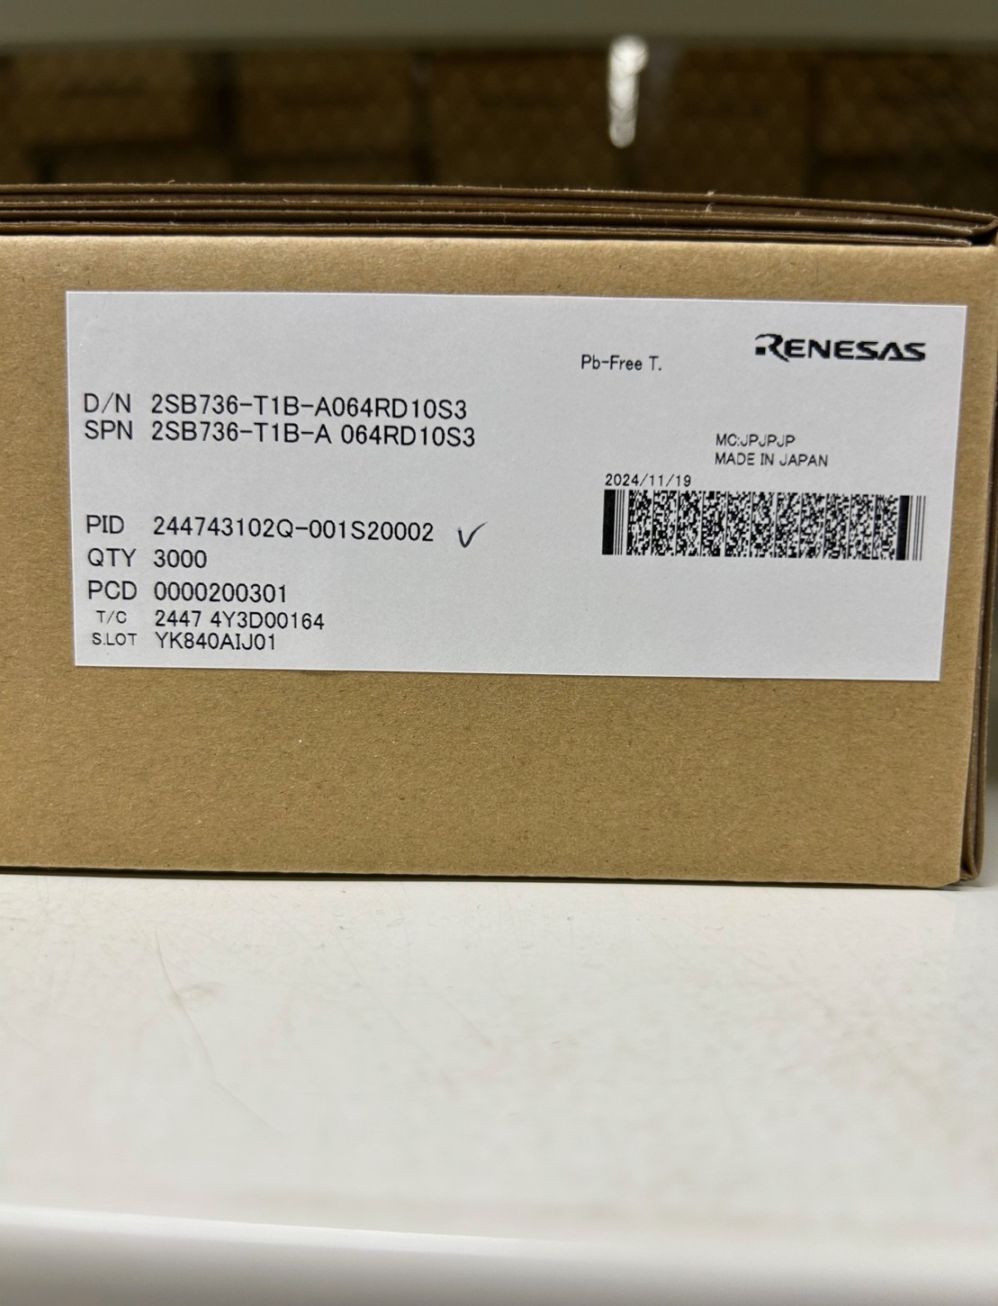 RENESAS
Pb-Free T.
D/N 2SB736-T1B-A064RD10S3
SPN 2SB736-T1B-A 064RD10S3
MC:JPJPJP
MADE IN JAPAN
2024/11/19
PID 244743102Q-001S20002
QTY 3000
PCD 0000200301
T/C 2447 4Y3D00164
S.LOT YK840AIJ01